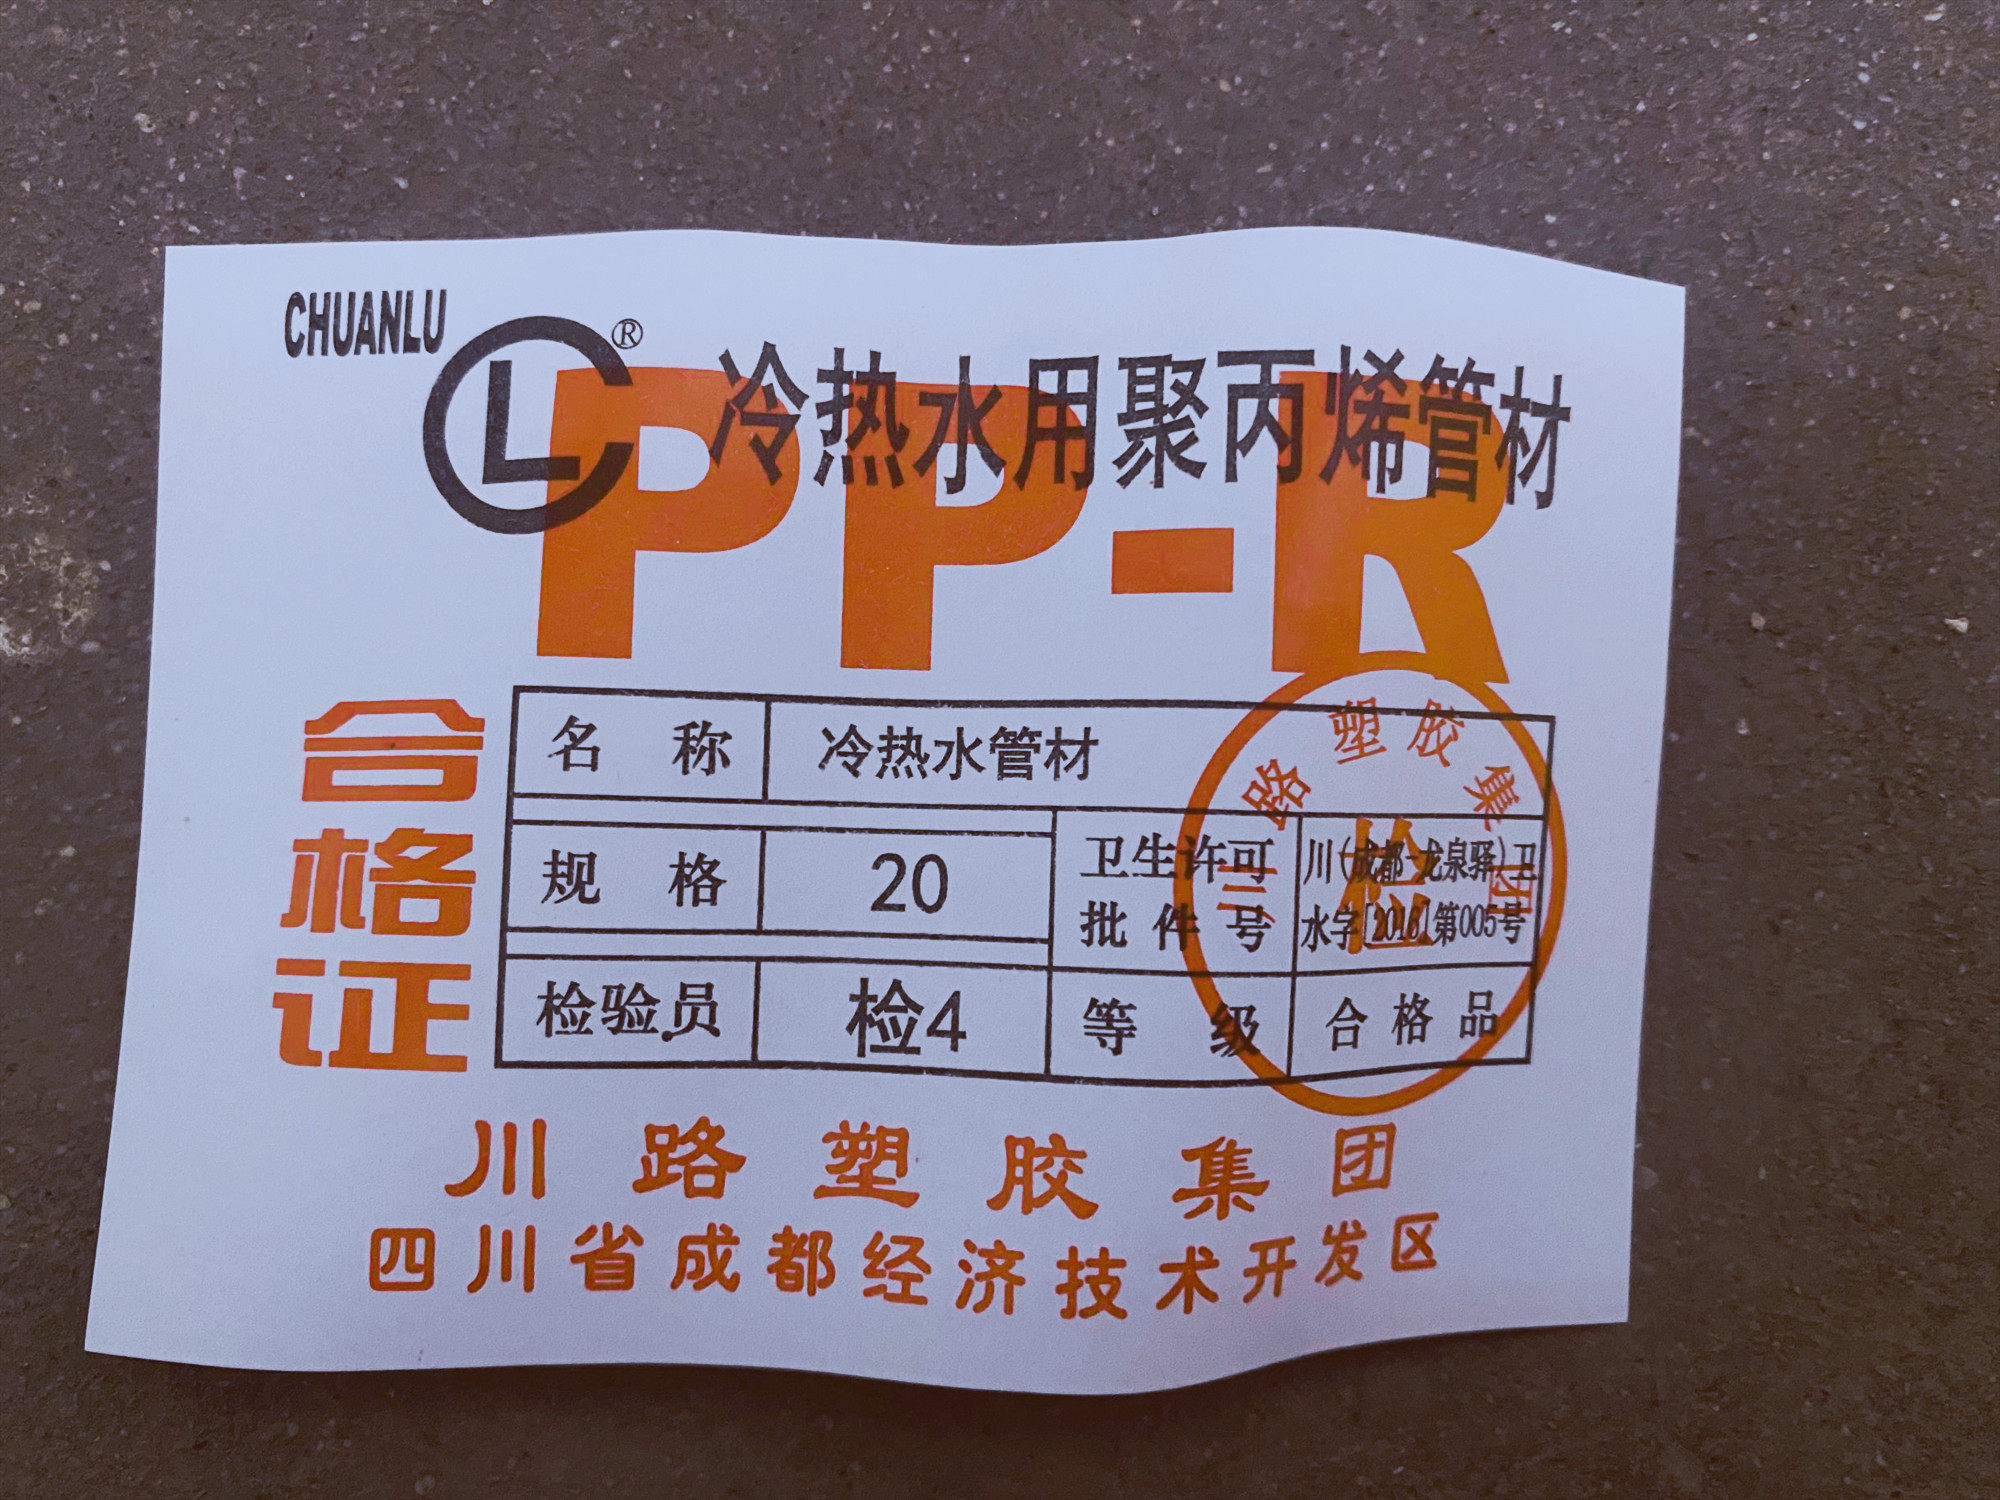 CHUANLU
CL®
冷热水用聚丙烯管材
PP-R
合格证
名称 冷热水管材
规格 20
卫生许可批件号 川(成都-龙泉驿)卫水字[2016]第005号
检验员 检4
等级 合格品
川路塑胶集团
检
川路塑胶集团
四川省成都经济技术开发区